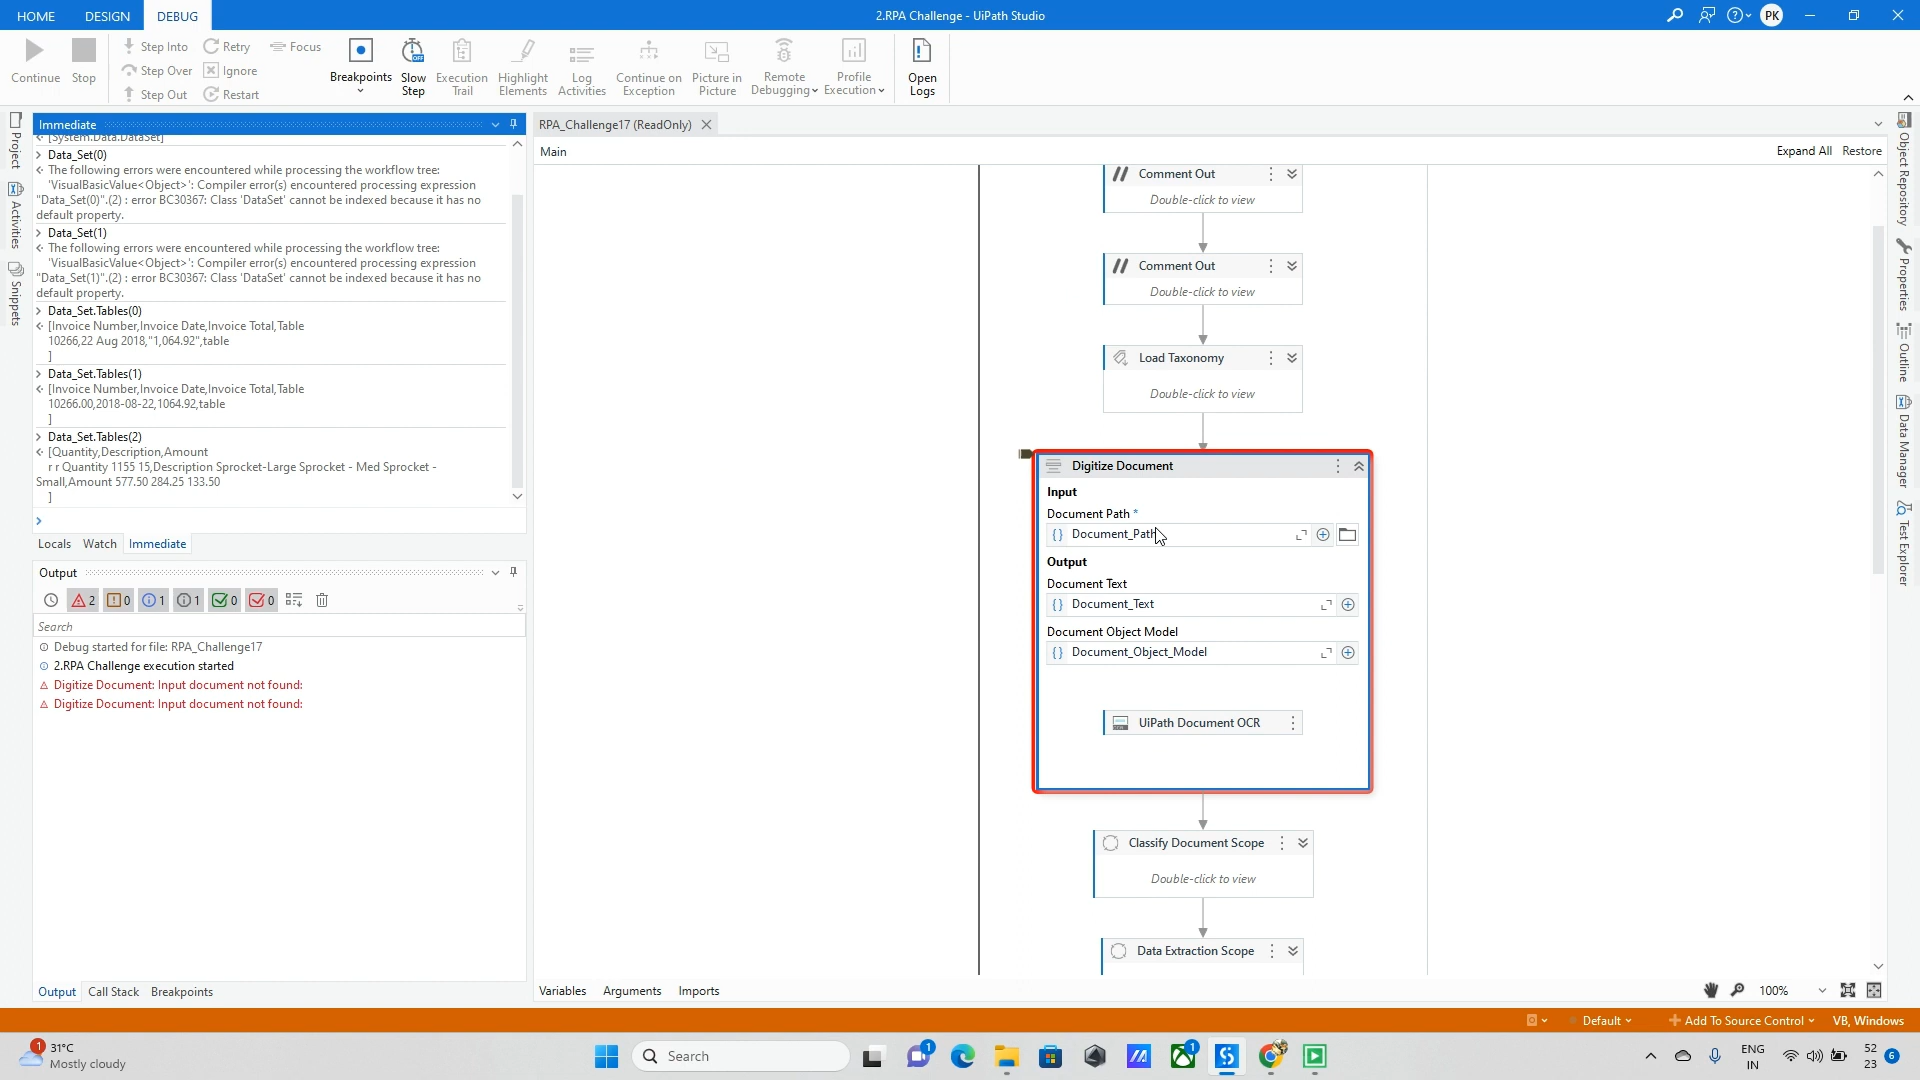 HOME DESIGN DEBUG
2.RPA Challenge - UiPath Studio
PK
Continue
Stop
Step Into
Step Over
Step Out
Retry
Ignore
Restart
Focus
Breakpoints
Slow
Step
Execution
Trail
Highlight
Elements
Log
Activities
Continue on
Exception
Picture in
Picture
Remote
Debugging
Profile
Execution
Open
Logs
Project
Activities
Snippets
Immediate
[System.Data.DataSet]
Data_Set(0)
The following errors were encountered while processing the workflow tree:
'VisualBasicValue<Object>': Compiler error(s) encountered processing expression
"Data_Set(0)".(2) : error BC30367: Class 'DataSet' cannot be indexed because it has no
default property.
Data_Set(1)
The following errors were encountered while processing the workflow tree:
'VisualBasicValue<Object>': Compiler error(s) encountered processing expression
"Data_Set(1)".(2) : error BC30367: Class 'DataSet' cannot be indexed because it has no
default property.
Data_Set.Tables(0)
[Invoice Number,Invoice Date,Invoice Total,Table
10266,22 Aug 2018,"1,064.92",table
]
Data_Set.Tables(1)
[Invoice Number,Invoice Date,Invoice Total,Table
10266.00,2018-08-22,1064.92,table
]
Data_Set.Tables(2)
[Quantity,Description,Amount
r r Quantity 1155 15,Description Sprocket-Large Sprocket - Med Sprocket -
Small,Amount 577.50 284.25 133.50
]
Locals Watch Immediate
Output
2 0 1 1 0 0
Search
Debug started for file: RPA_Challenge17
2.RPA Challenge execution started
Digitize Document: Input document not found:
Digitize Document: Input document not found:
Output Call Stack Breakpoints
RPA_Challenge17 (ReadOnly)
Main
Expand All Restore
Comment Out
Double-click to view
Comment Out
Double-click to view
Load Taxonomy
Double-click to view
Digitize Document
Input
Document Path *
Document_Path
Output
Document Text
Document_Text
Document Object Model
Document_Object_Model
UiPath Document OCR
Classify Document Scope
Double-click to view
Data Extraction Scope
Variables Arguments Imports
100%
Object Repository
Properties
Outline
Data Manager
Test Explorer
Default
Add To Source Control
VB, Windows
1
31°C
Mostly cloudy
Search
1
1
ENG
IN
52
23
6